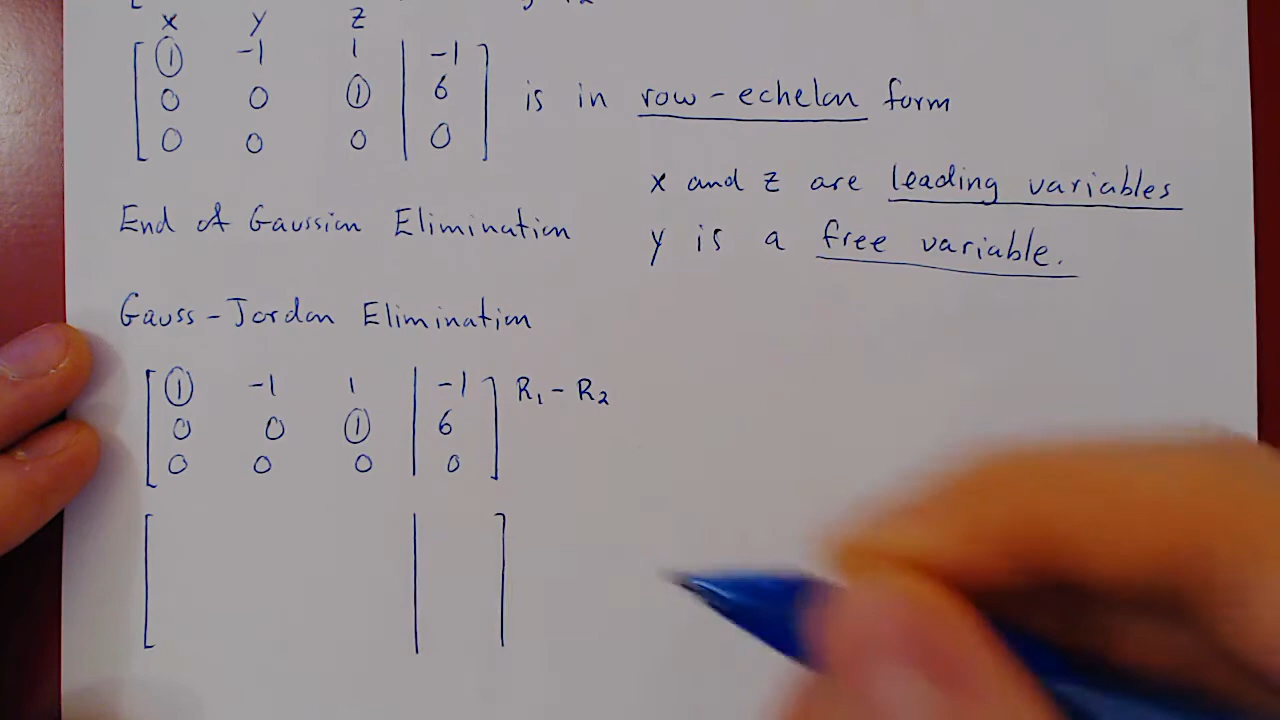 x y z
1 -1 1 -1
0 0 1 6 is in row-echelon form
0 0 0 0
x and z are leading variables
End of Gaussian Elimination
y is a free variable.
Gauss-Jordan Elimination
1 -1 1 -1 R₁ - R₂
0 0 1 6
0 0 0 0